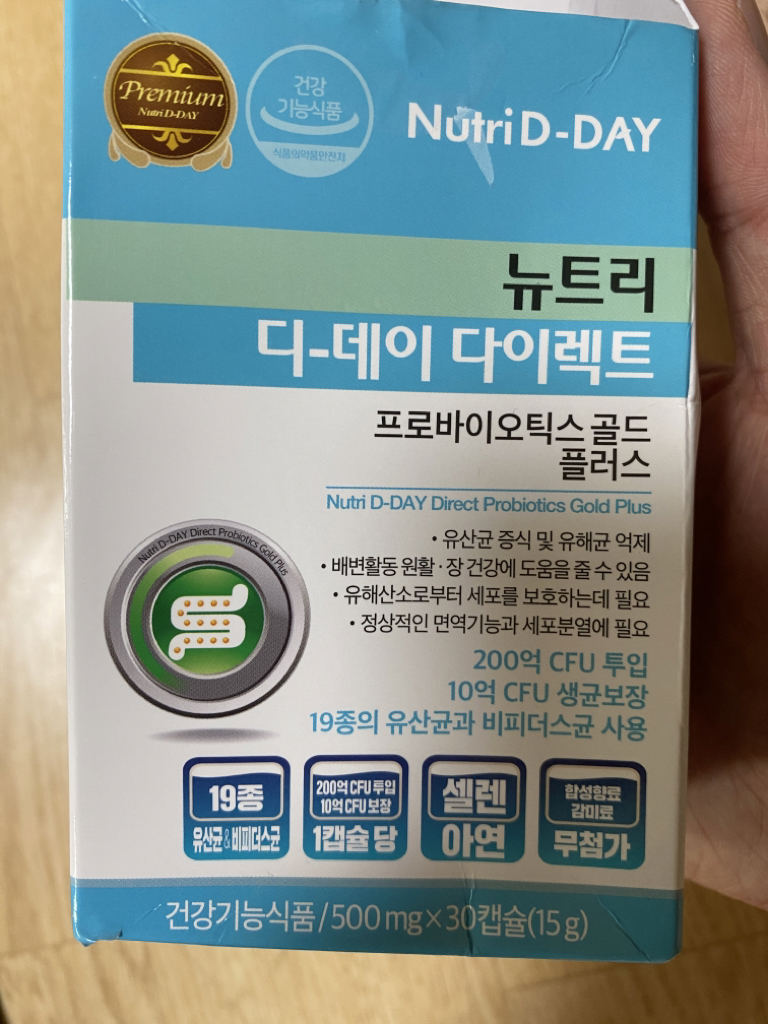 Premium
Nutri D-DAY
건강
기능식품
식품의약품안전처
Nutri D-DAY
뉴트리
디-데이 다이렉트
프로바이오틱스 골드
플러스
Nutri D-DAY Direct Probiotics Gold Plus
• 유산균 증식 및 유해균 억제
• 배변활동 원활 · 장 건강에 도움을 줄 수 있음
• 유해산소로부터 세포를 보호하는데 필요
• 정상적인 면역기능과 세포분열에 필요
Nutri D-DAY Direct Probiotics Gold Plus
200억 CFU 투입
10억 CFU 생균보장
19종의 유산균과 비피더스균 사용
19종
유산균 & 비피더스균
200억 CFU 투입
10억 CFU 보장
1캡슐 당
셀렌
아연
합성향료
감미료
무첨가
건강기능식품/500mg×30캡슐(15g)